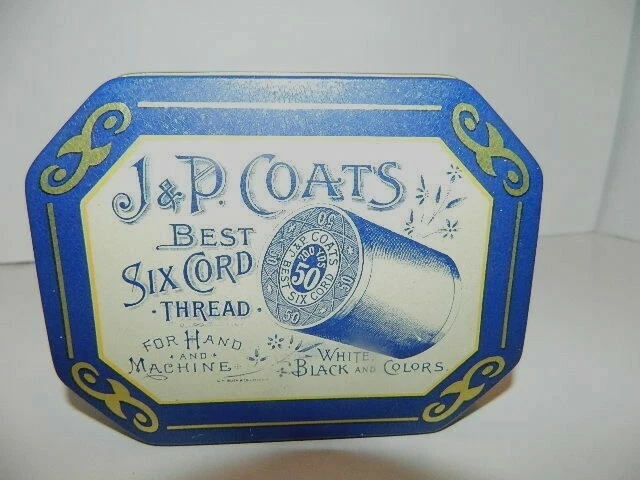 J & P. COATS
BEST
SIX CORD
· THREAD ·
FOR HAND
· AND ·
MACHINE
WHITE,
BLACK AND COLORS
J. & P. COATS
BEST SIX CORD
200 YDS
50
50
50